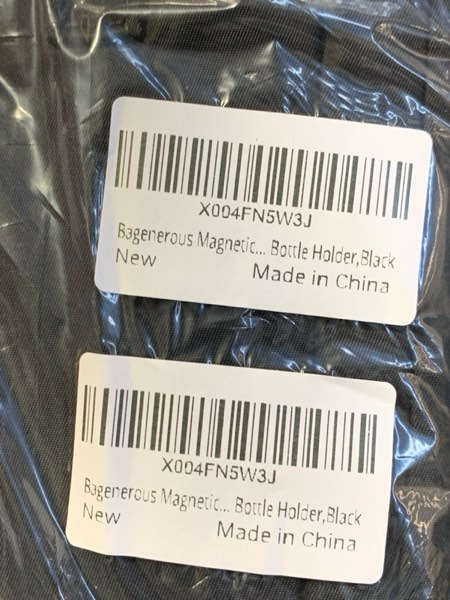 X004FN5W3J
Bagenerous Magnetic... Bottle Holder,Black
New
Made in China
X004FN5W3J
Bagenerous Magnetic... Bottle Holder,Black
New
Made in China